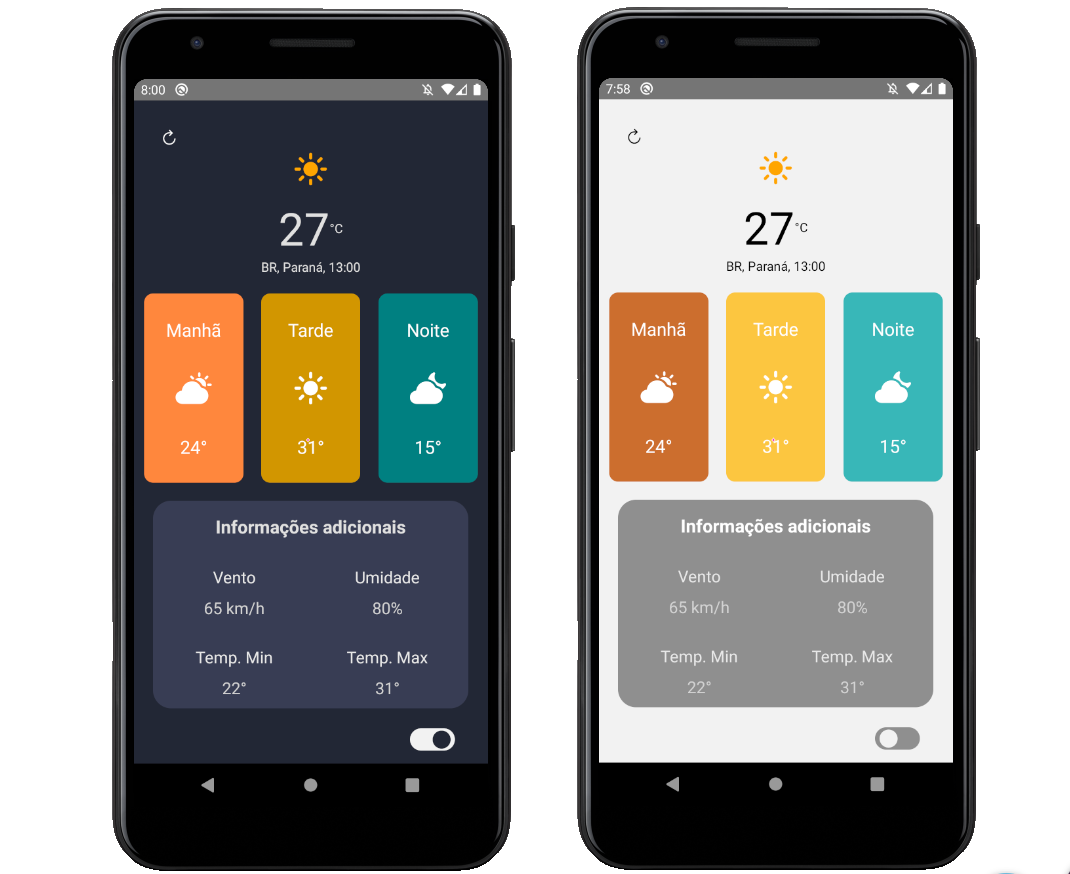 8:00
27°C
BR, Paraná, 13:00
Manhã Tarde Noite
24° 31° 15°
Informações adicionais
Vento Umidade
65 km/h 80%
Temp. Min Temp. Max
22° 31°
7:58
27°C
BR, Paraná, 13:00
Manhã Tarde Noite
24° 31° 15°
Informações adicionais
Vento Umidade
65 km/h 80%
Temp. Min Temp. Max
22° 31°